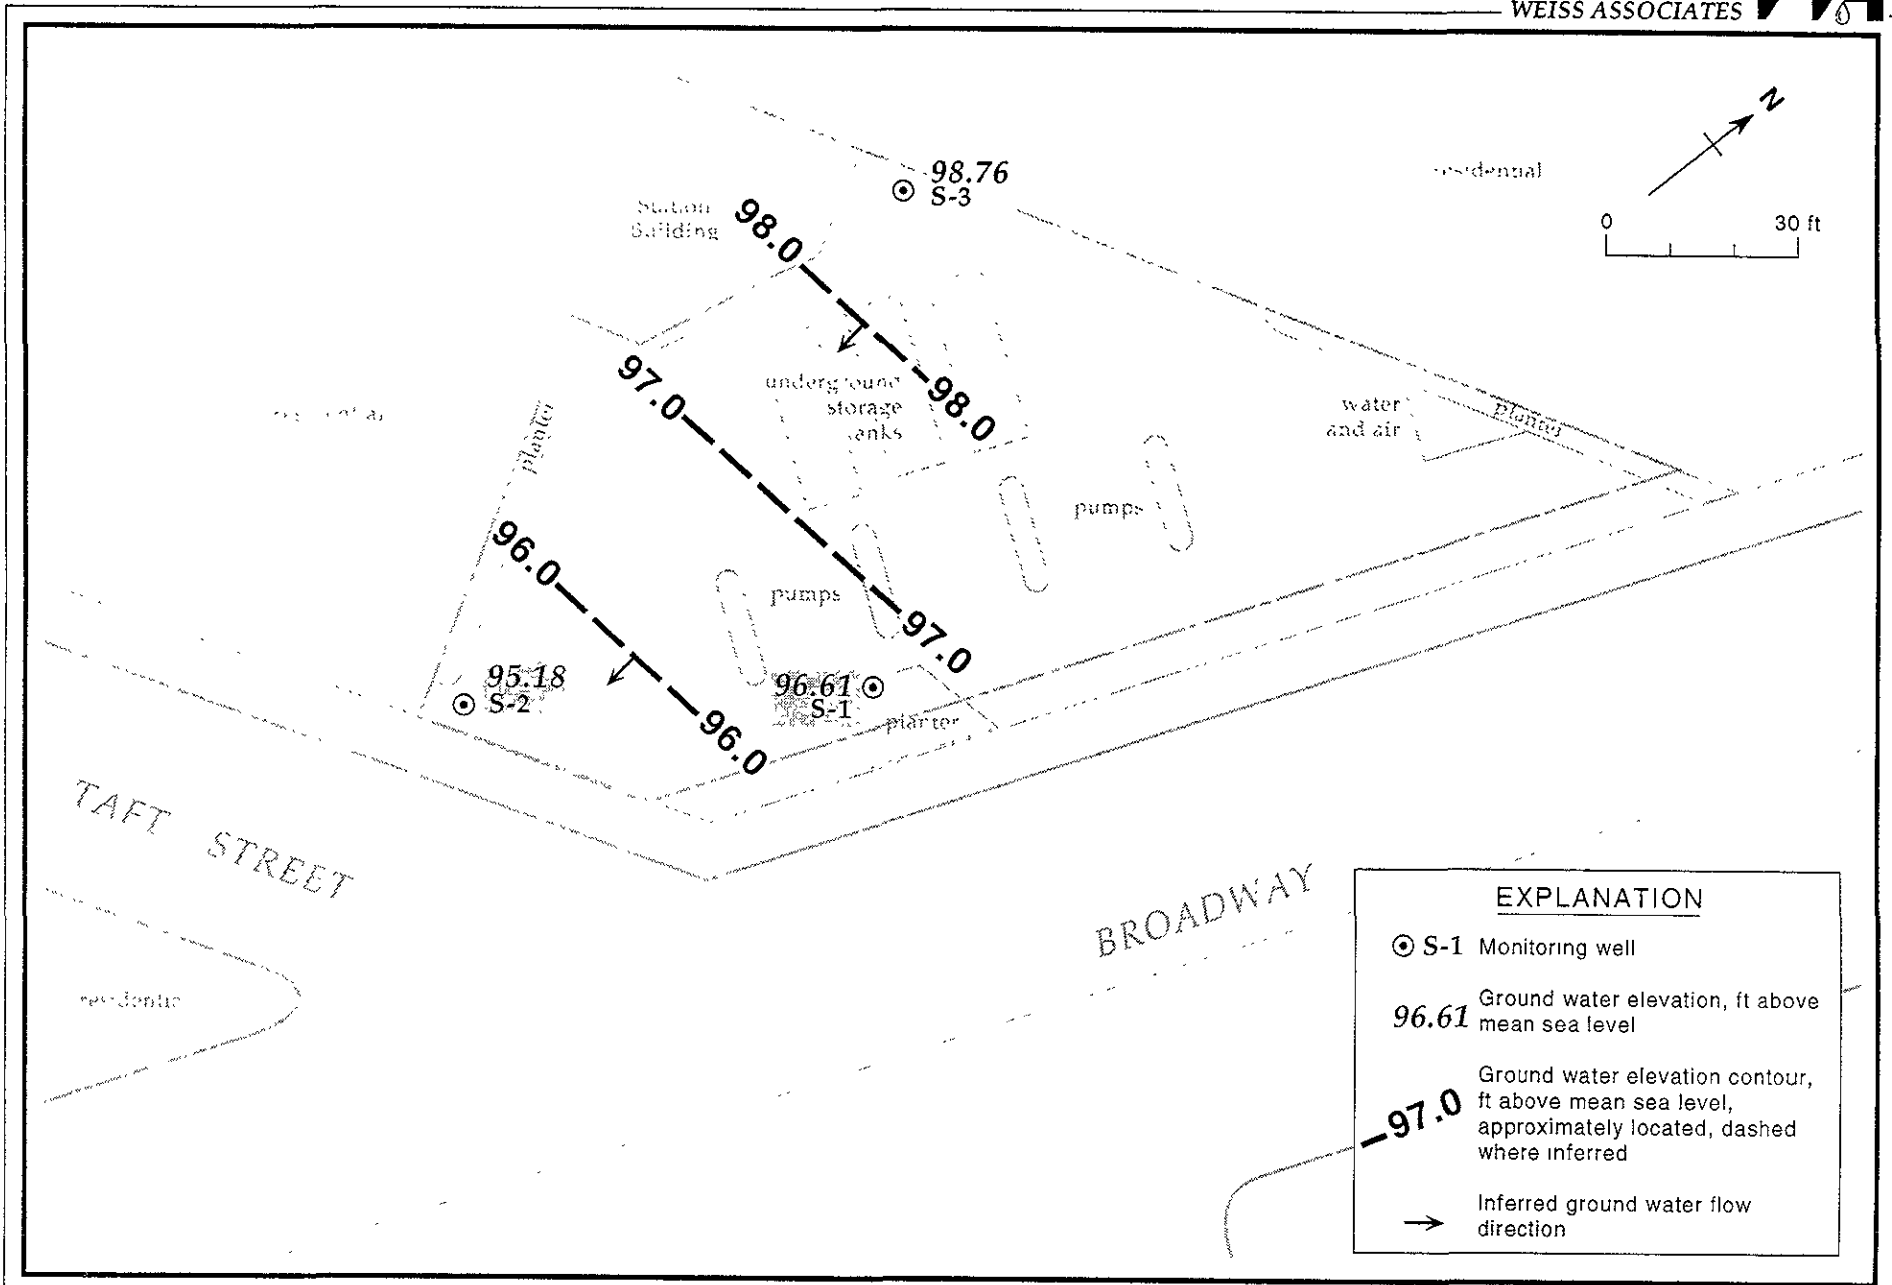 WEISS ASSOCIATES
N
0 30 ft
98.76
S-3
residential
Station
Building
98.0
98.0
97.0
97.0
96.0
96.0
underground
storage
tanks
water
and air
planter
planter
pumps
pumps
95.18
S-2
96.61
S-1
planter
TAFT STREET
BROADWAY
EXPLANATION
S-1 Monitoring well
96.61 Ground water elevation, ft above
mean sea level
97.0 Ground water elevation contour,
ft above mean sea level,
approximately located, dashed
where inferred
Inferred ground water flow
direction